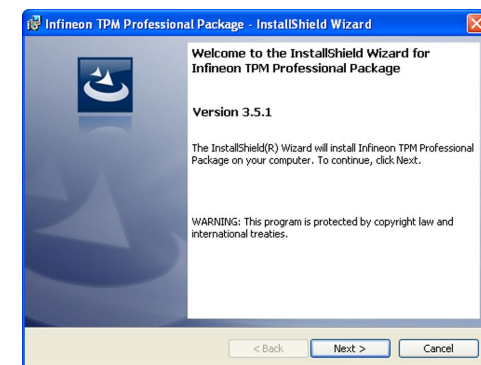 Infineon TPM Professional Package - InstallShield Wizard
Welcome to the InstallShield Wizard for
Infineon TPM Professional Package
Version 3.5.1
The InstallShield(R) Wizard will install Infineon TPM Professional
Package on your computer. To continue, click Next.
WARNING: This program is protected by copyright law and
international treaties.
< Back
Next >
Cancel